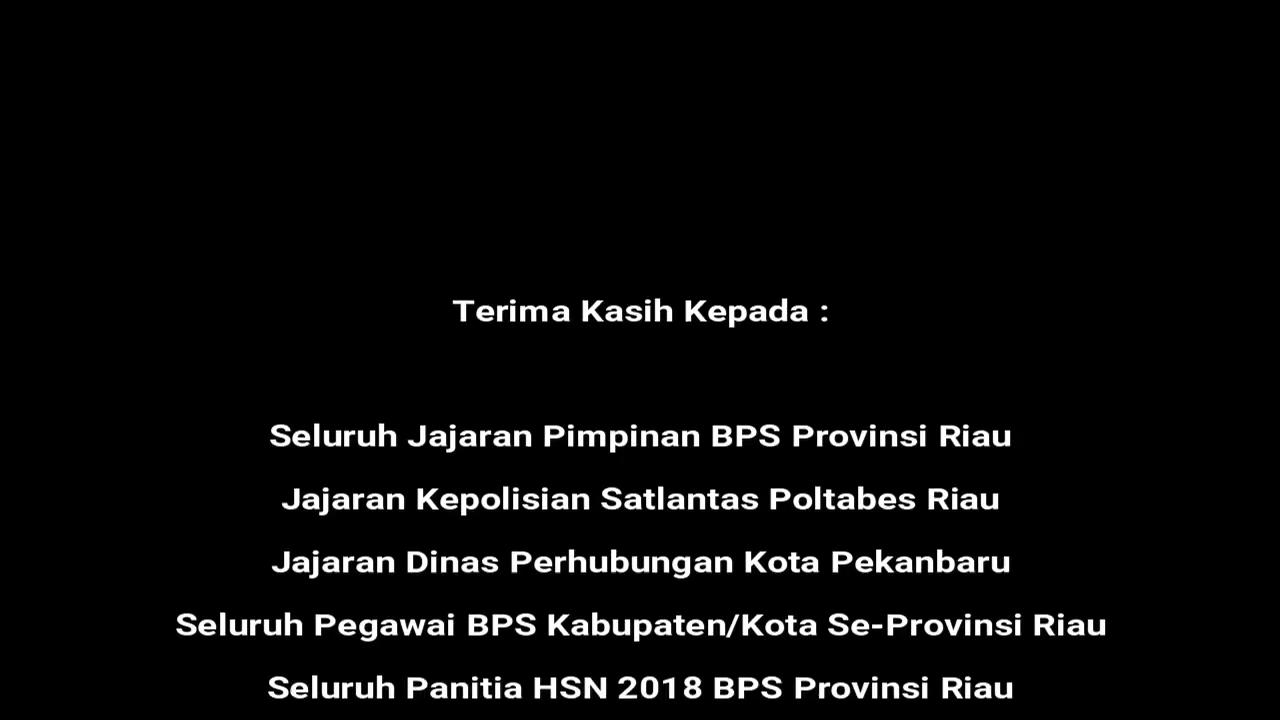 Terima Kasih Kepada :
Seluruh Jajaran Pimpinan BPS Provinsi Riau
Jajaran Kepolisian Satlantas Poltabes Riau
Jajaran Dinas Perhubungan Kota Pekanbaru
Seluruh Pegawai BPS Kabupaten/Kota Se-Provinsi Riau
Seluruh Panitia HSN 2018 BPS Provinsi Riau